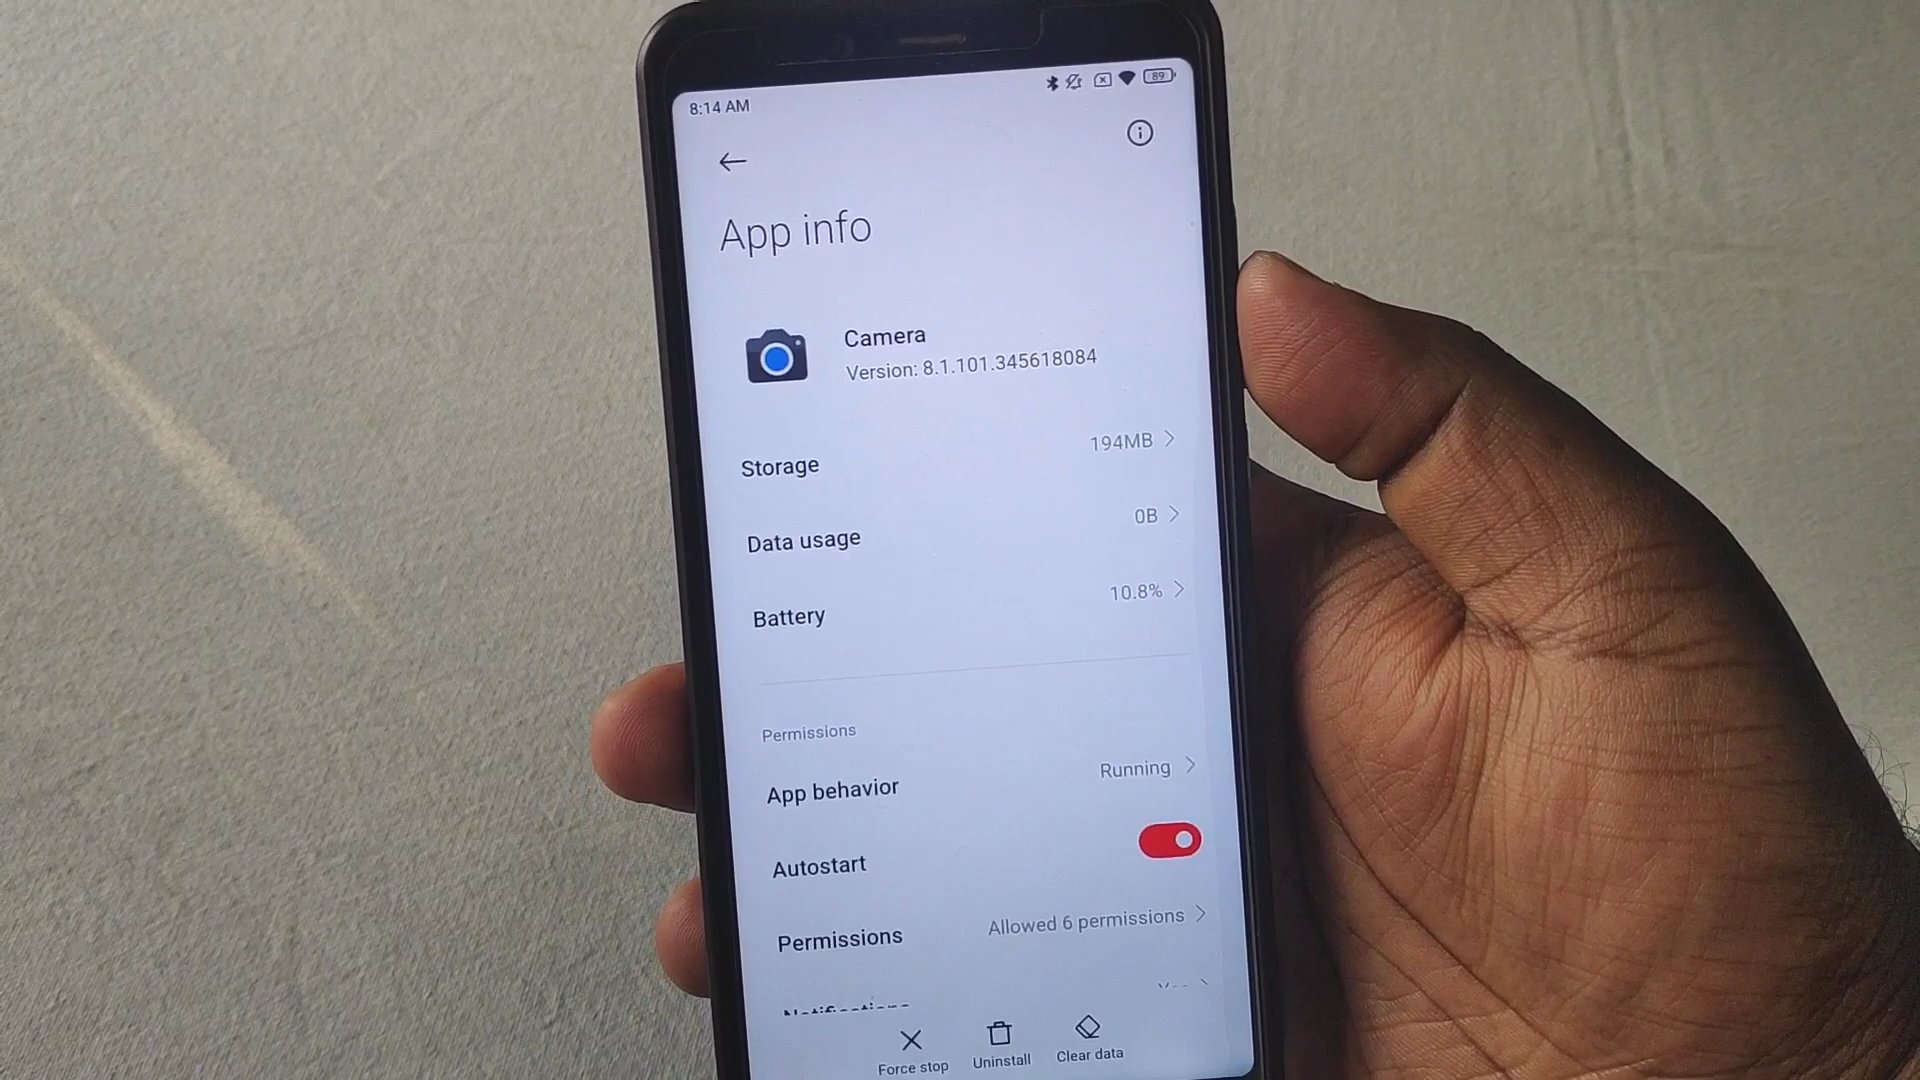 8:14 AM
89
App info
Camera
Version: 8.1.101.345618084
Storage 194MB
Data usage 0B
Battery 10.8%
Permissions
App behavior Running
Autostart
Permissions Allowed 6 permissions
Force stop Uninstall Clear data